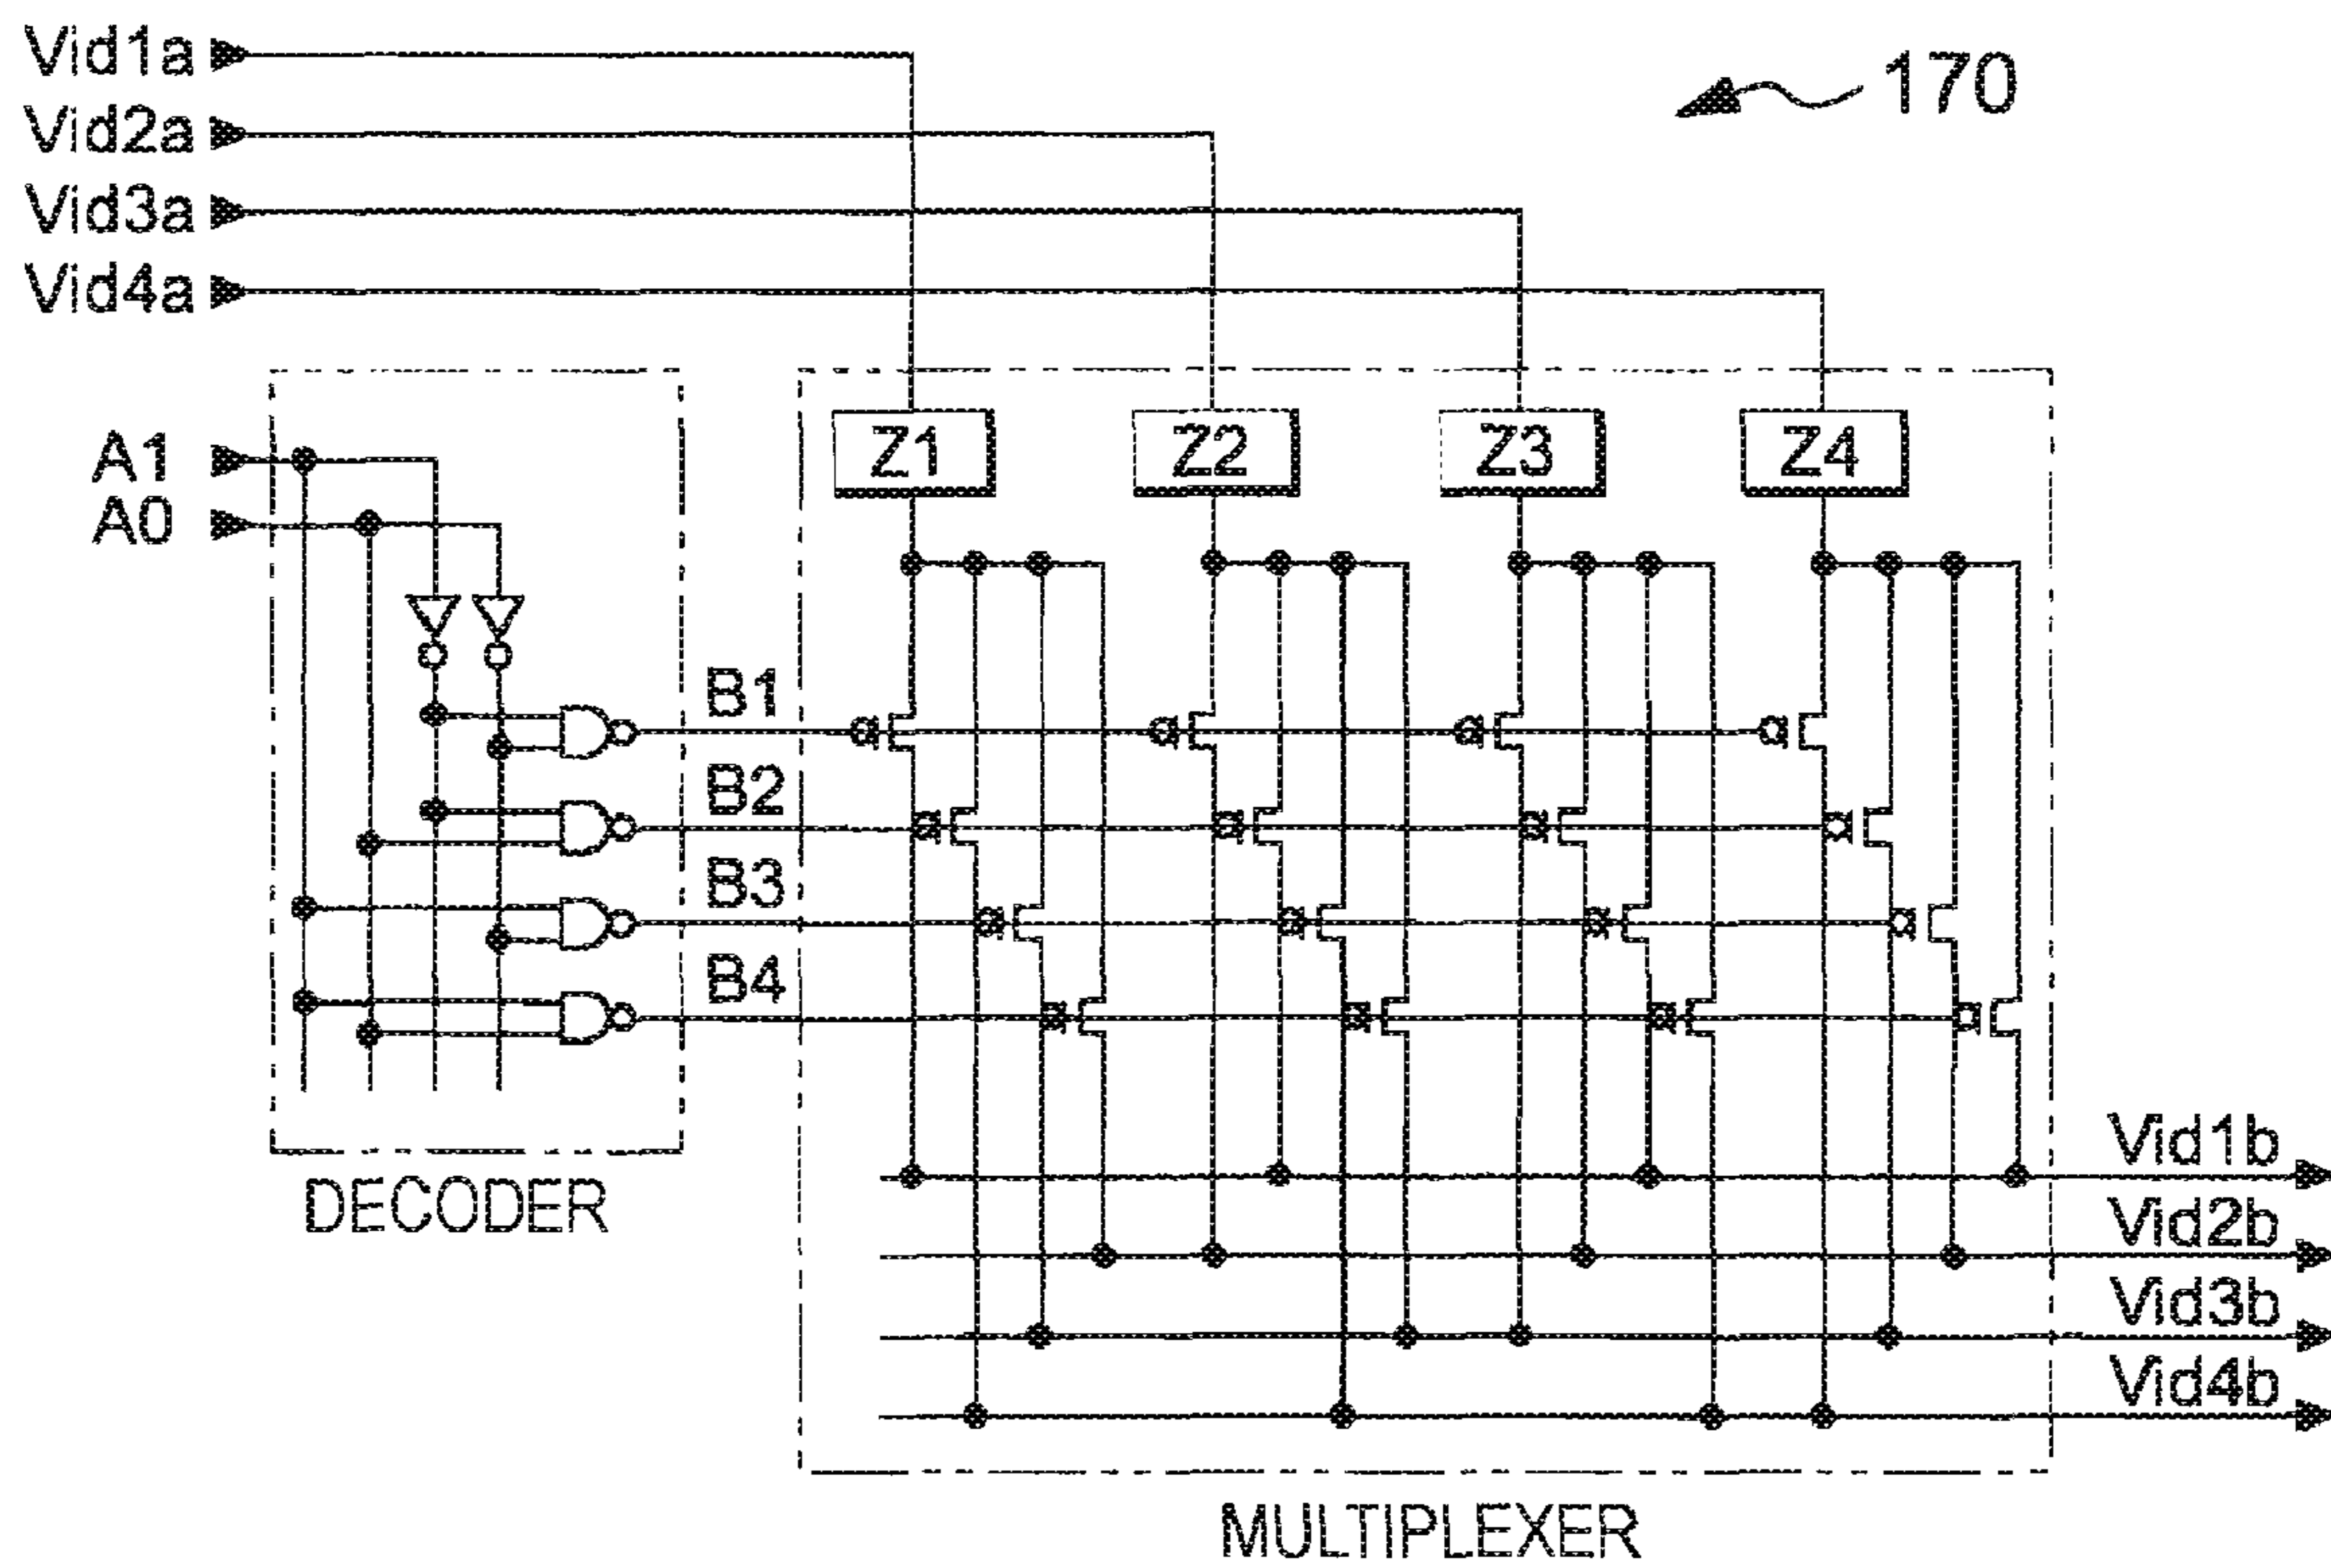 Vid1a
170
Vid2a
Vid3a
Vid4a
Z1 Z2 Z3 Z4
A1
A0
B1
B2
B3
B4
Vid1b
DECODER
Vid2b
Vid3b
Vid4b
MULTIPLEXER